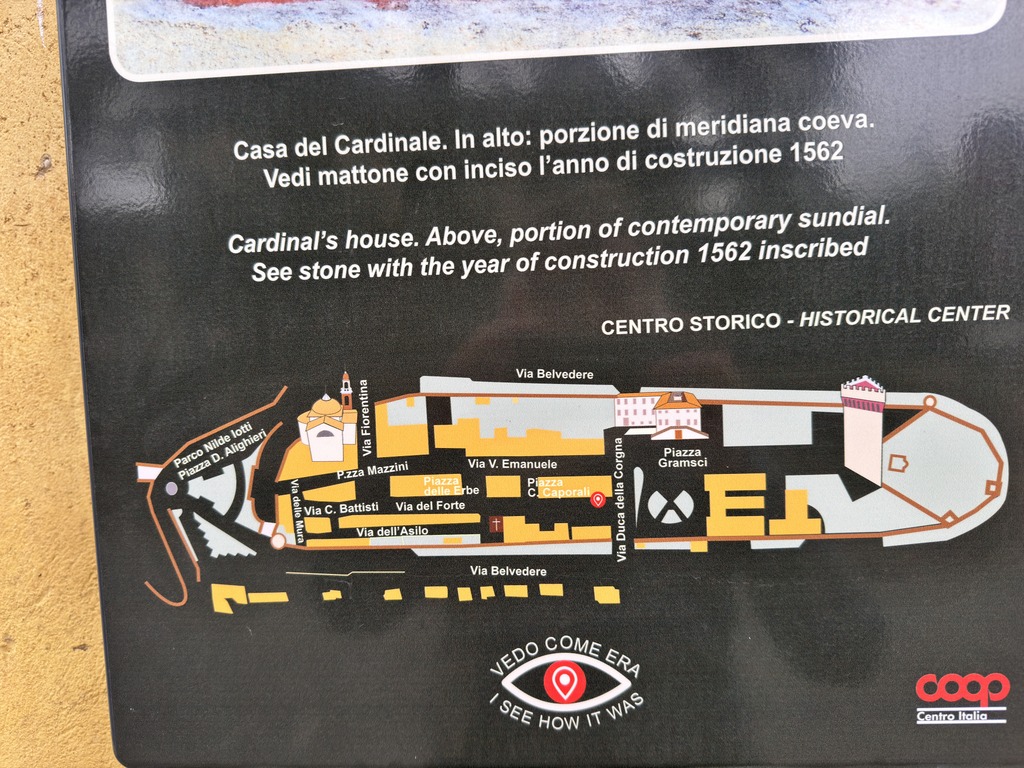 Casa del Cardinale. In alto: porzione di meridiana coeva.
Vedi mattone con inciso l'anno di costruzione 1562
Cardinal's house. Above, portion of contemporary sundial.
See stone with the year of construction 1562 inscribed
CENTRO STORICO - HISTORICAL CENTER
Via Belvedere
Via Fiorentina
Parco Nilde Iotti
Piazza D. Alighieri
P.zza Mazzini
Via V. Emanuele
Piazza
Gramsci
Piazza
delle Erbe
Piazza
C. Caporali
Via delle Mura
Via C. Battisti
Via del Forte
Via dell'Asilo
Via Duca della Corgna
Via Belvedere
VEDO COME ERA
I SEE HOW IT WAS
coop
Centro Italia